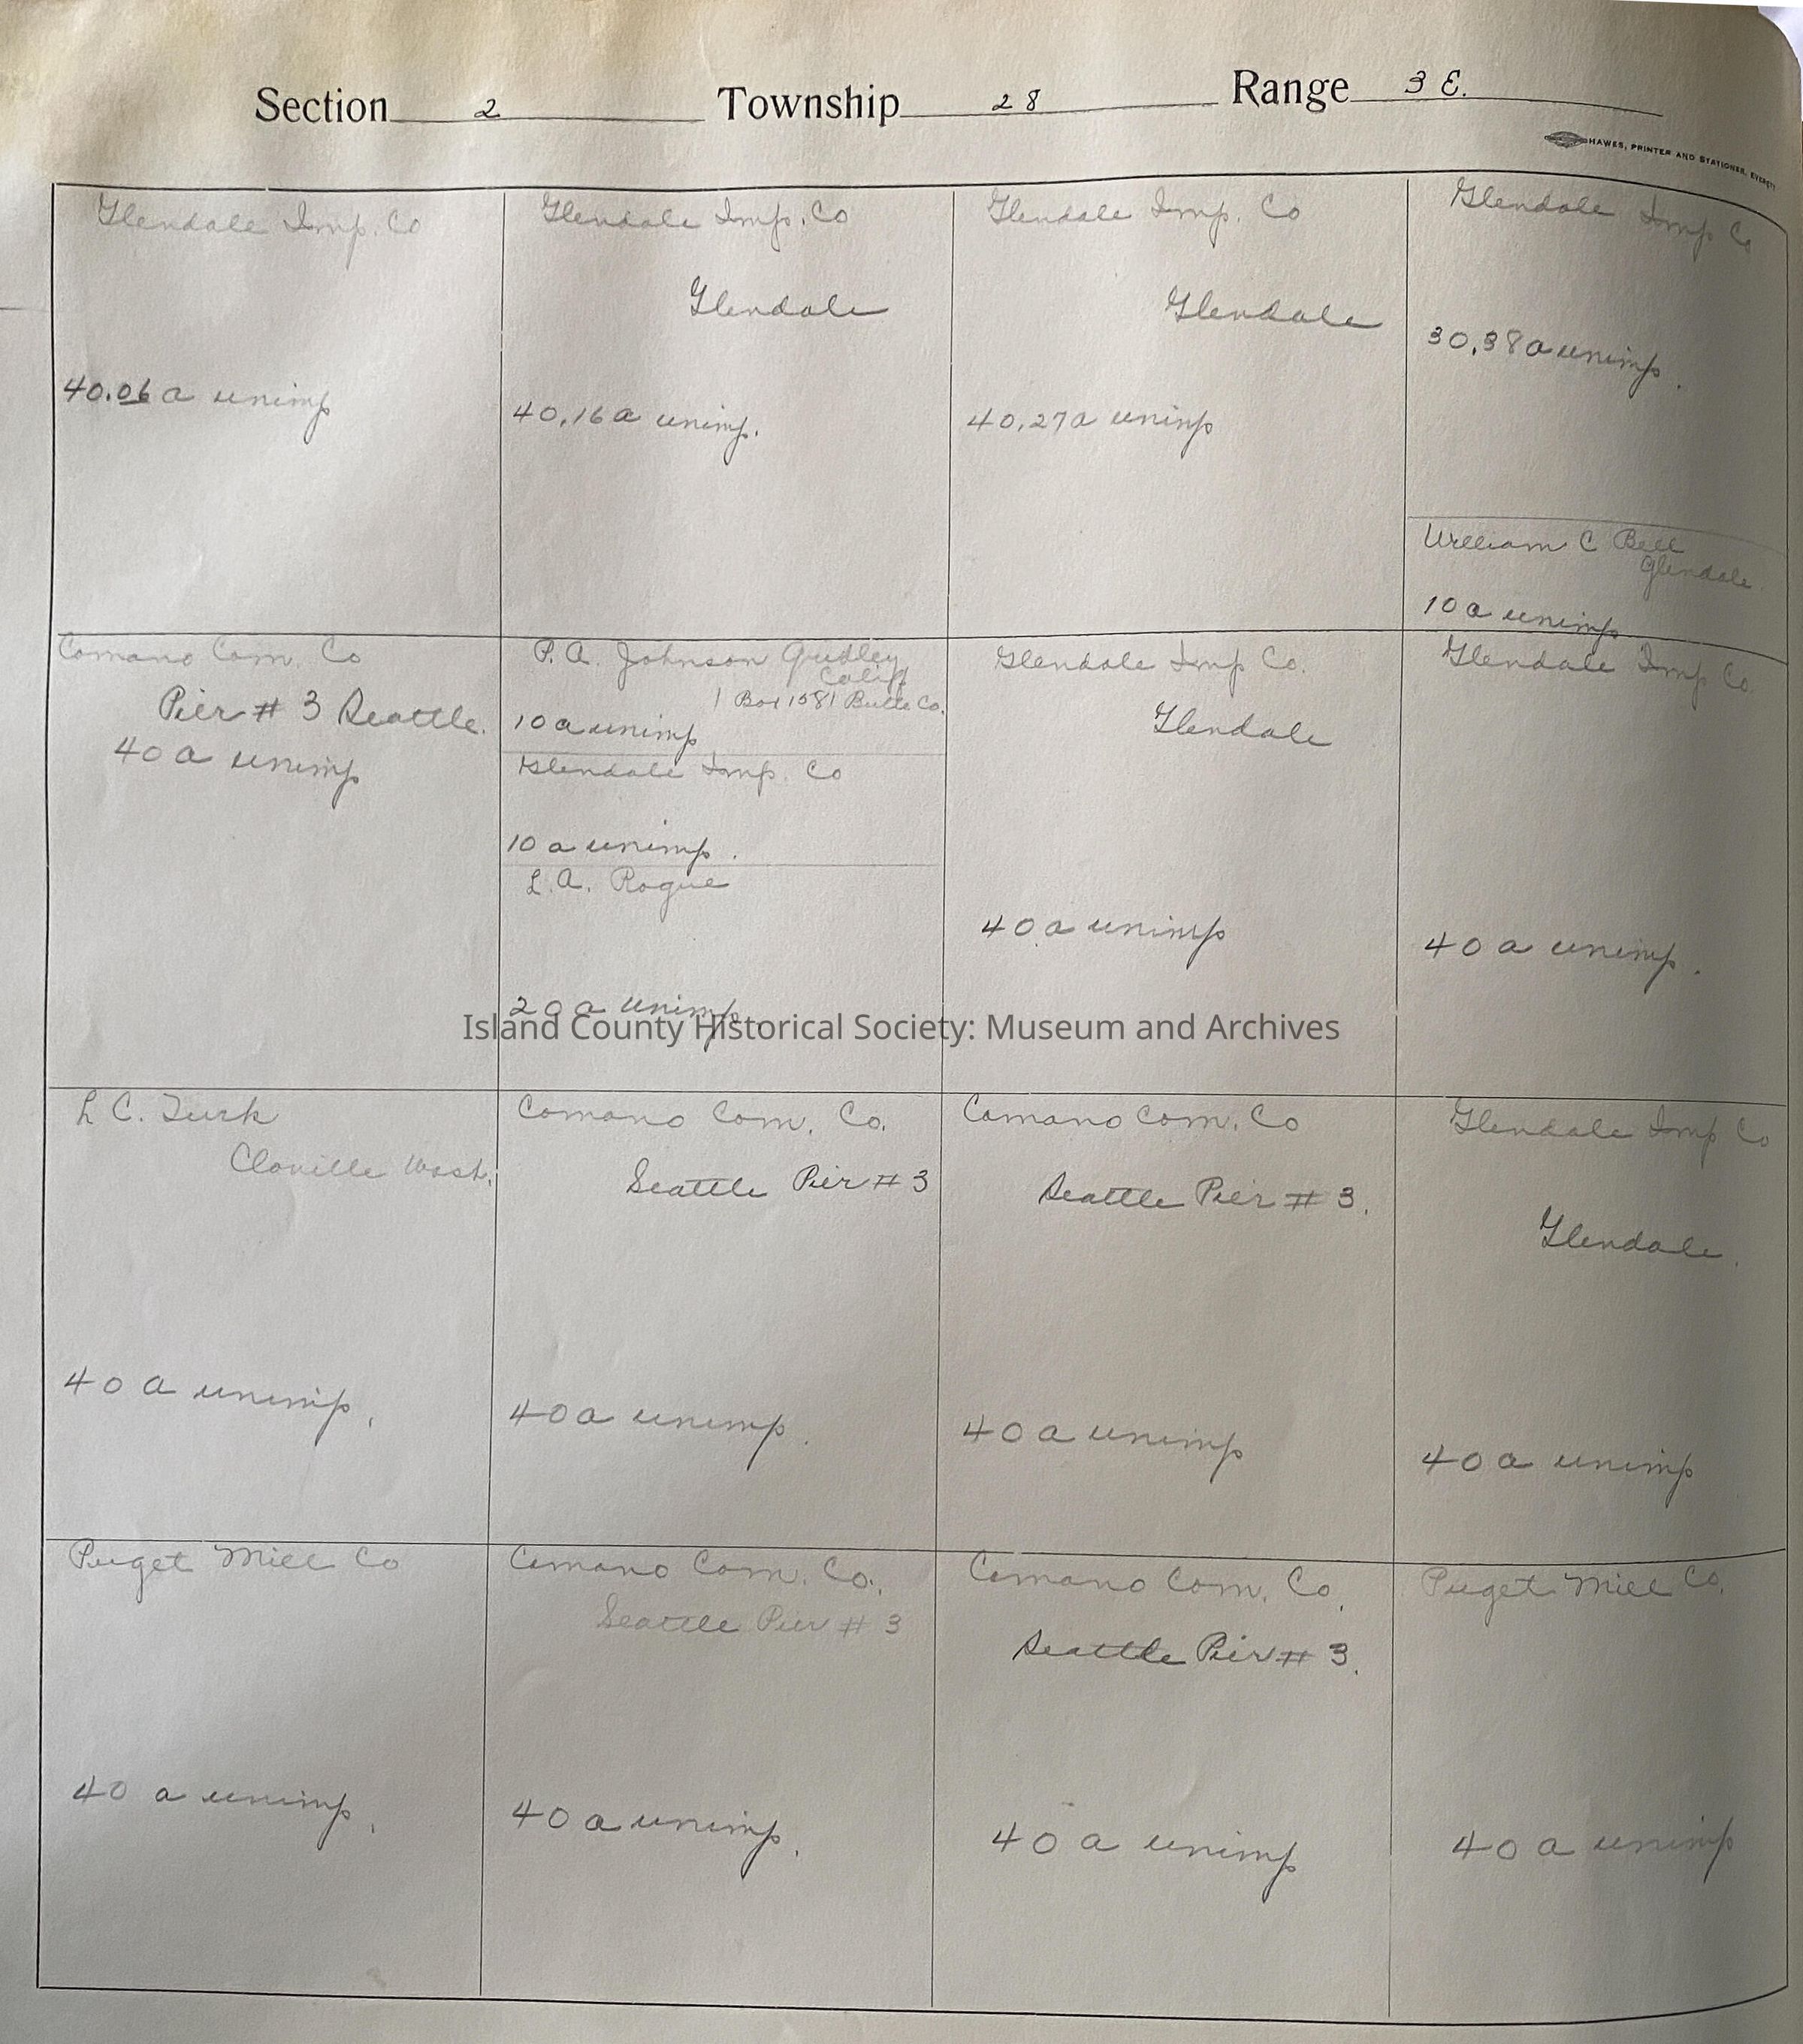 Section 2 Township 28 Range 3 E.
HAWES, PRINTER AND STATIONER, EVERETT
Glendale Imp. Co
40.06 a unimp
Glendale Imp. Co
Glendale
40.16 a unimp.
Glendale Imp. Co
Glendale
40.27 a unimp
Glendale Imp Co
30.38 a unimp.
William C Bell
Glendale
10 a unimp
Comano Com. Co
Pier # 3 Seattle.
40 a unimp
P. A. Johnson Gridley
Calif
1 Box 1581 Butte Co.
10 a unimp
Glendale Imp. Co
10 a unimp.
L. A. Rogue
20 a unimp.
Glendale Imp Co.
Glendale
40 a unimp
Glendale Imp Co
40 a unimp.
Island County Historical Society: Museum and Archives
L C. Turk
Wash.
40 a unimp.
Comano Com. Co.
Seattle Pier # 3
40 a unimp.
Comano Com. Co
Seattle Pier # 3.
40 a unimp
Glendale Imp Co
Glendale.
40 a unimp
Puget Mill Co
40 a unimp.
Comano Com. Co.
Seattle Pier # 3
40 a unimp.
Comano Com. Co.
Seattle Pier # 3.
40 a unimp
Puget Mill Co.
40 a unimp